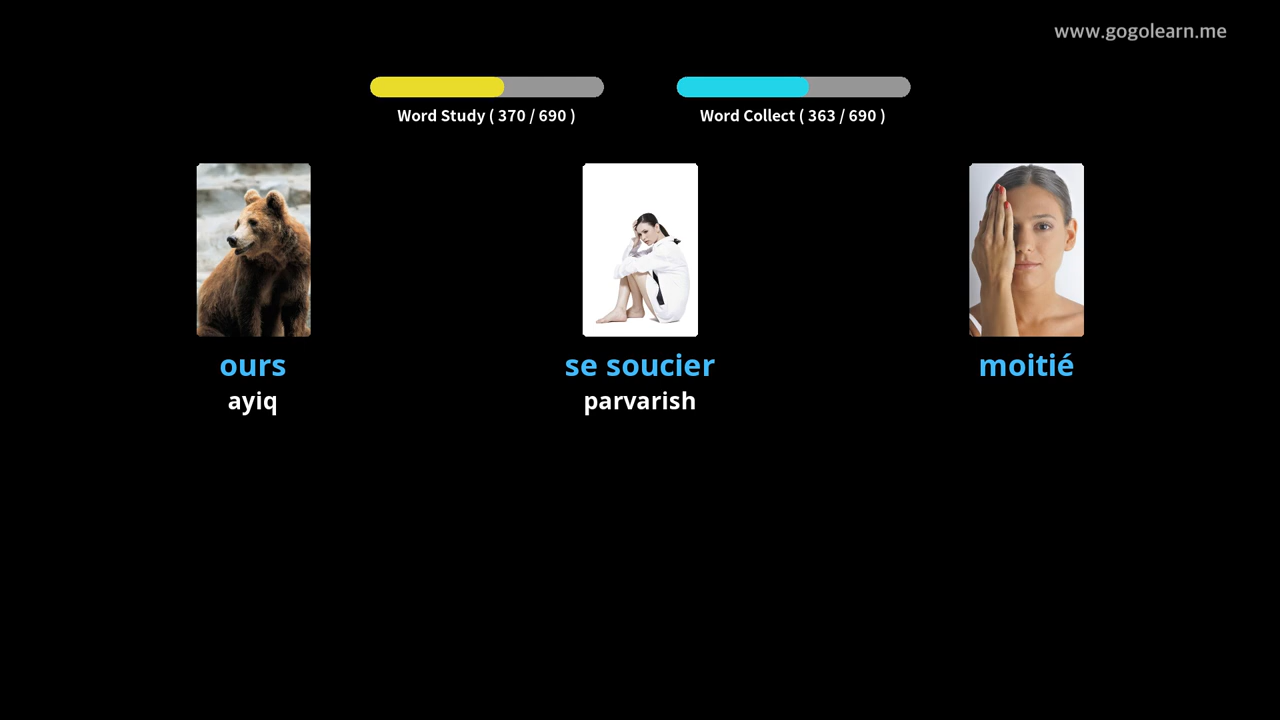 www.gogolearn.me
Word Study ( 370 / 690 )
Word Collect ( 363 / 690 )
ours
ayiq
se soucier
parvarish
moitié